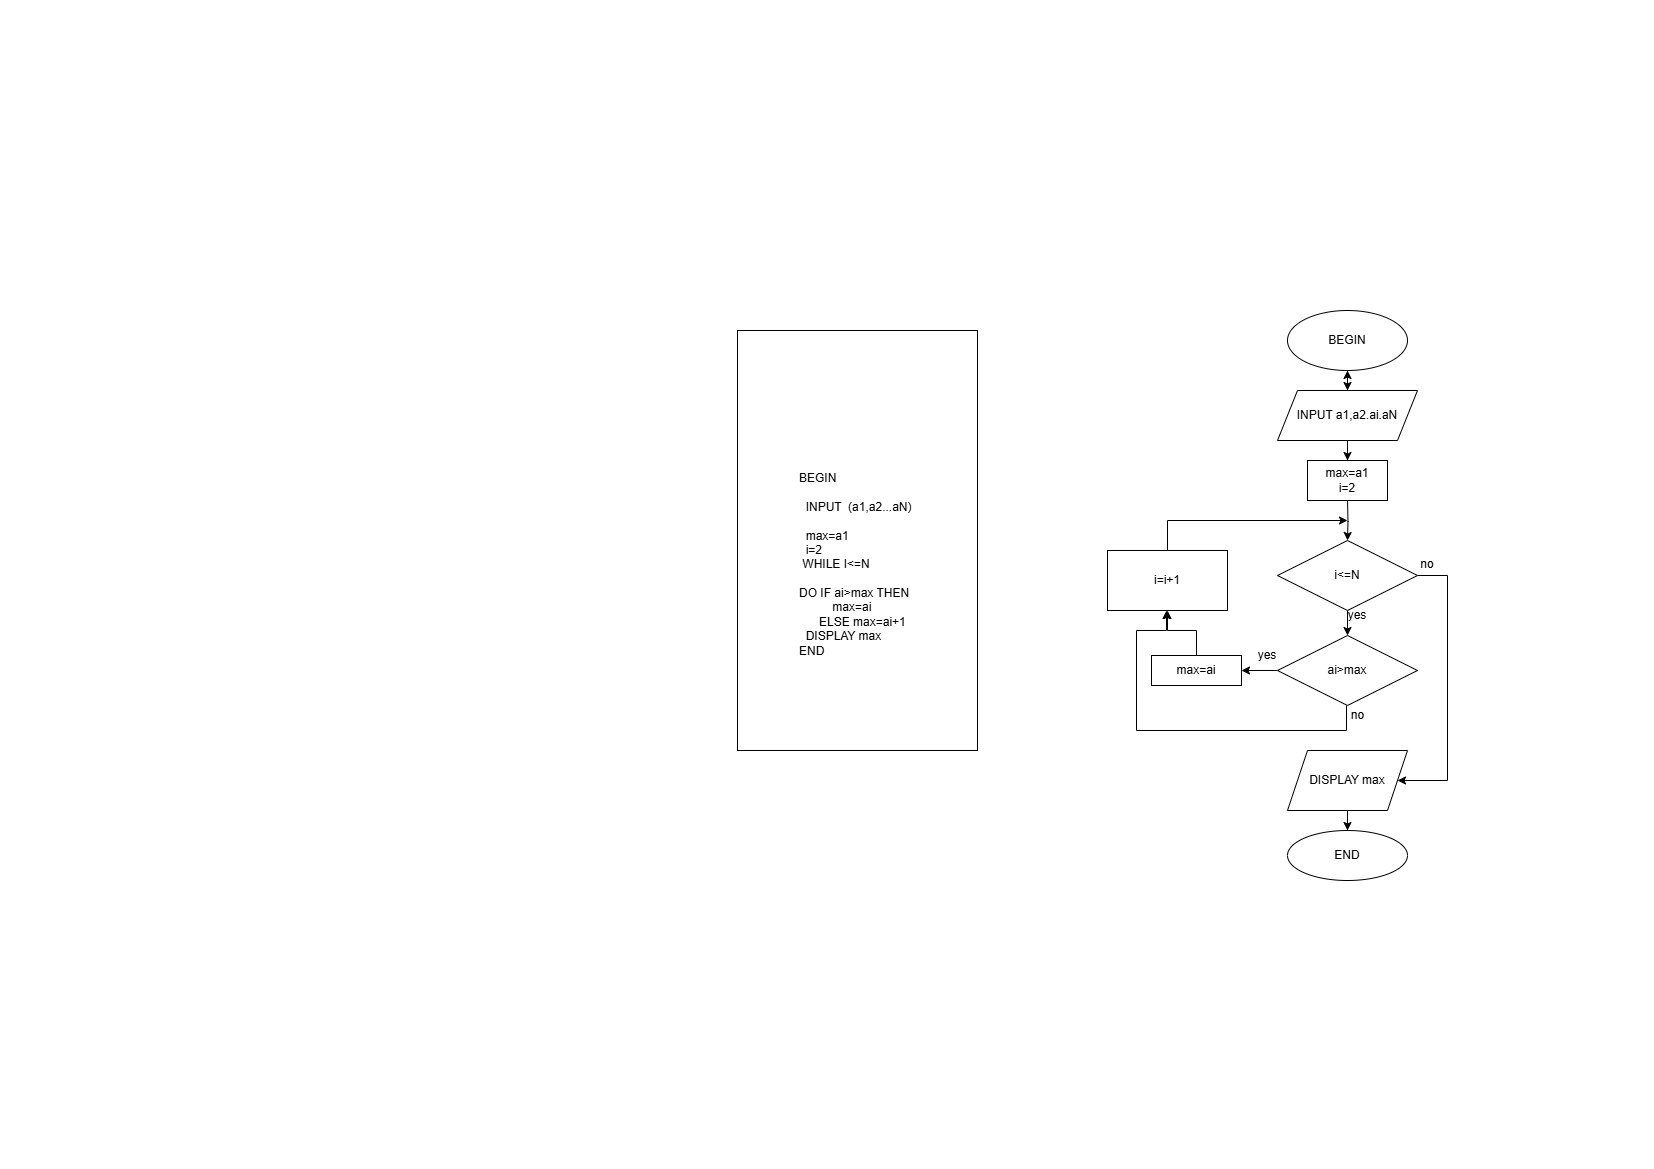 BEGIN
INPUT  (a1,a2...aN)
max=a1
i=2
WHILE I<=N
DO IF ai>max THEN
max=ai
ELSE max=ai+1
DISPLAY max
END
BEGIN
INPUT a1,a2.ai.aN
max=a1
i=2
i<=N
no
yes
i=i+1
ai>max
yes
max=ai
no
DISPLAY max
END